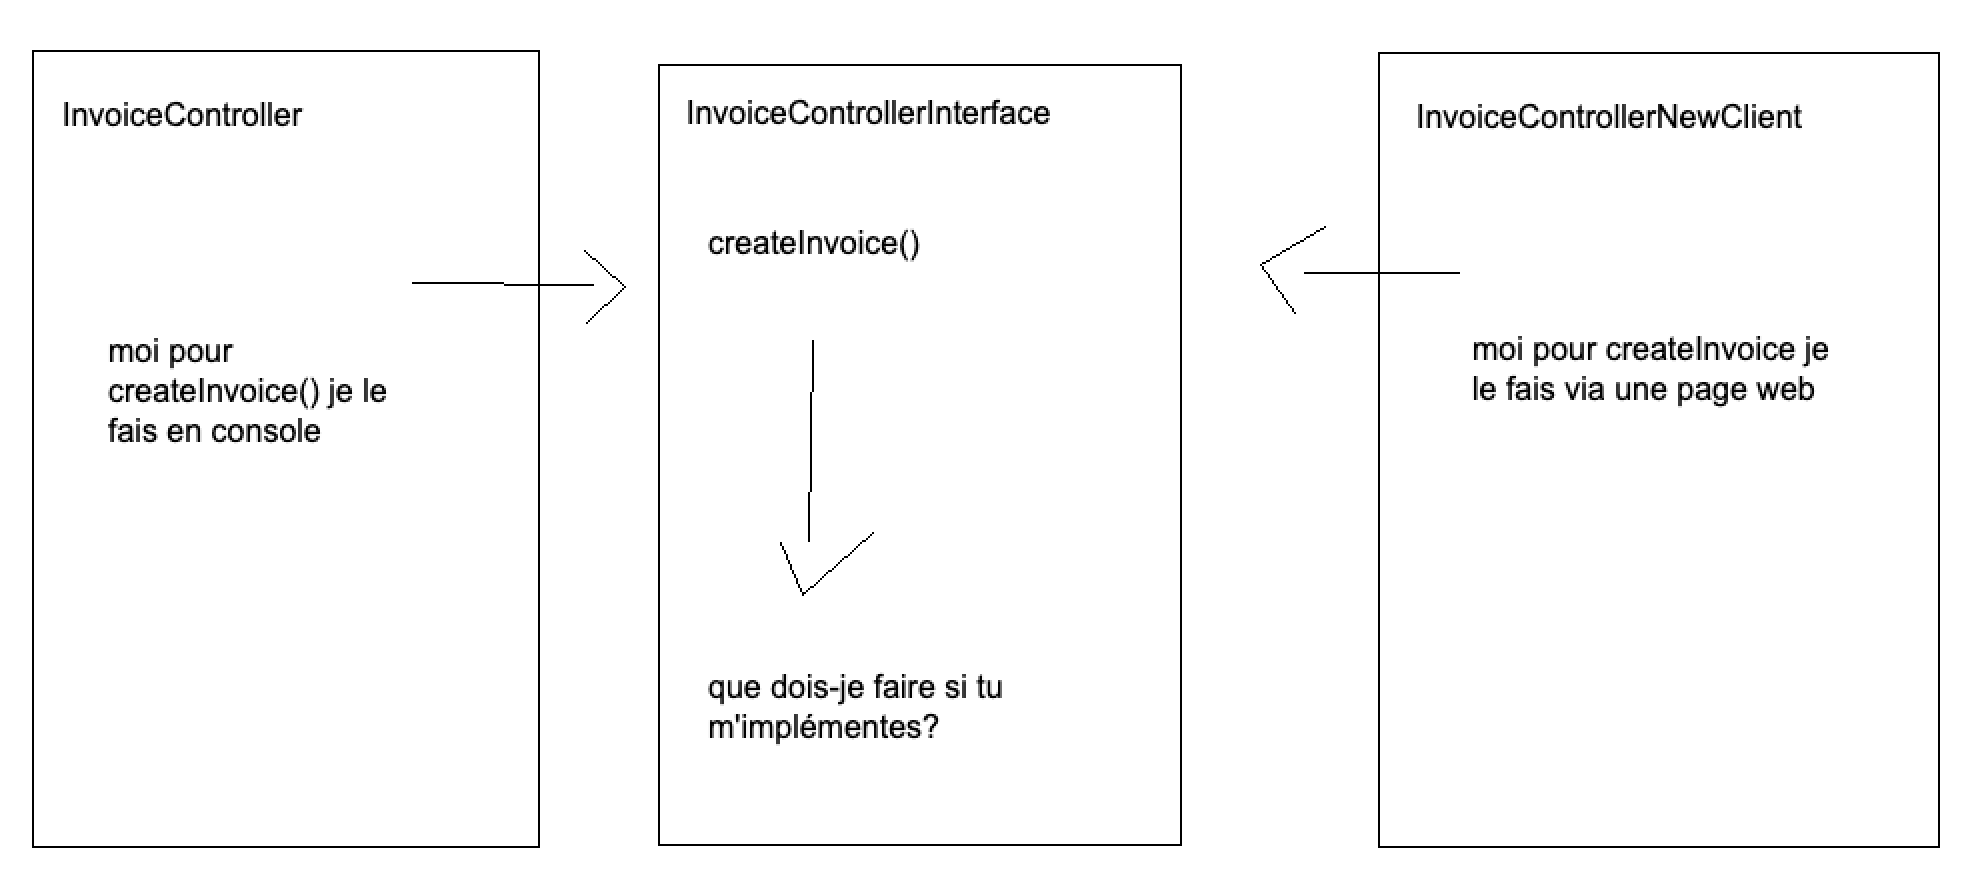 InvoiceController
moi pour
createInvoice() je le
fais en console
InvoiceControllerInterface
createInvoice()
que dois-je faire si tu
m'implémentes?
InvoiceControllerNewClient
moi pour createInvoice je
le fais via une page web